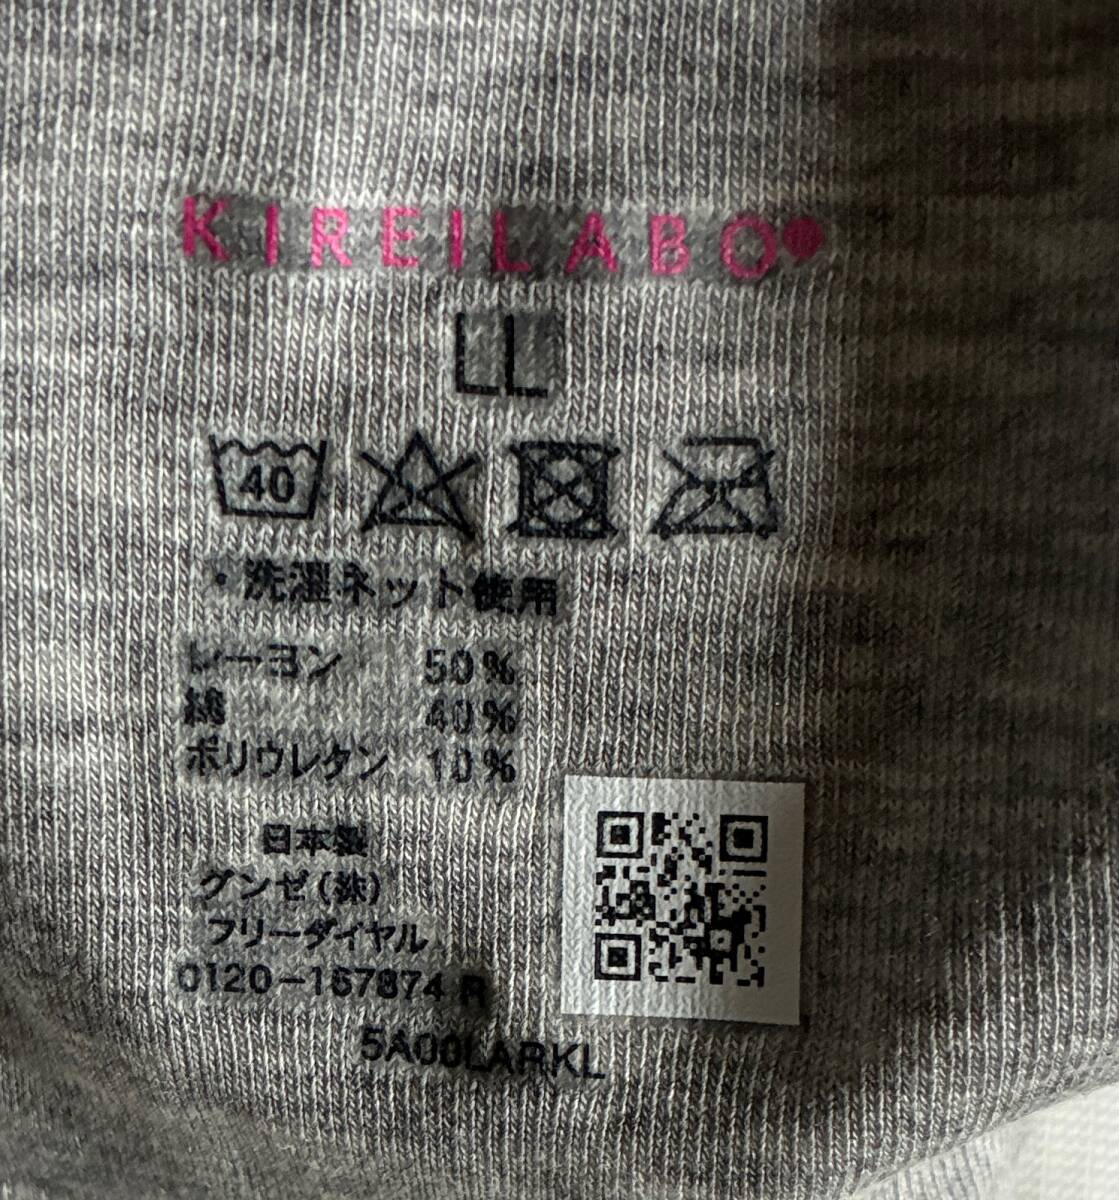 KIREILABO
LL
40
・洗濯ネット使用
レーヨン 50%
綿 40%
ポリウレタン 10%
日本製
グンゼ(株)
フリーダイヤル
0120-167874 R
5A00LARKL